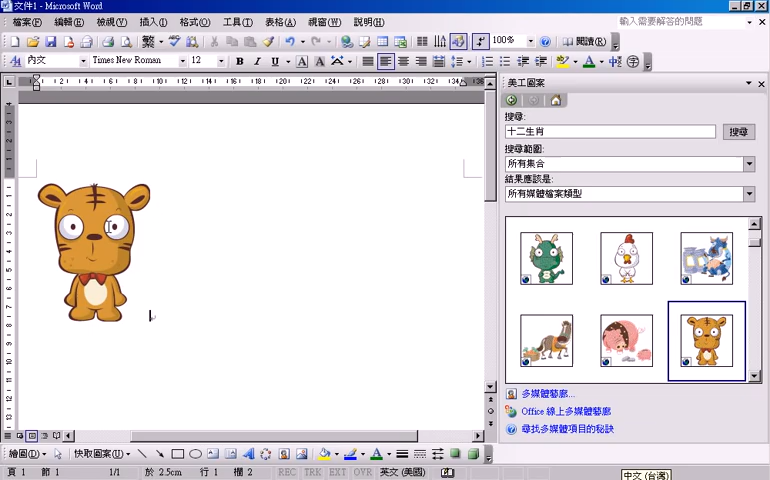 文件1 - Microsoft Word
檔案(F) 編輯(E) 檢視(V) 插入(I) 格式(O) 工具(T) 表格(A) 視窗(W) 說明(H) 輸入需要解答的問題
繁 100% 閱讀(R)
內文 Times New Roman 12 B I U A A A
美工圖案
搜尋:
十二生肖 搜尋
搜尋範圍:
所有集合
結果應該是:
所有媒體檔案類型
多媒體藝廊...
Office 線上多媒體藝廊
尋找多媒體項目的秘訣
繪圖(D) 快取圖案(U) A
頁 1 節 1 1/1 於 2.5cm 行 1 欄 2 REC TRK EXT OVR 英文 (美國)
中文 (台灣)